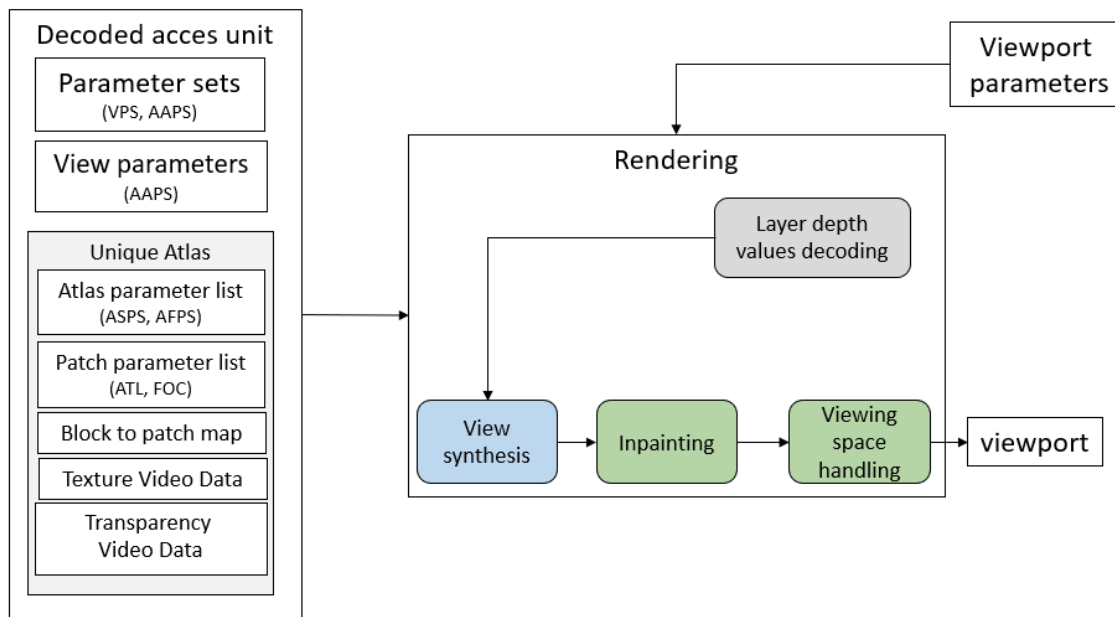 Decoded acces unit
Parameter sets
(VPS, AAPS)
View parameters
(AAPS)
Unique Atlas
Atlas parameter list
(ASPS, AFPS)
Patch parameter list
(ATL, FOC)
Block to patch map
Texture Video Data
Transparency
Video Data
Viewport
parameters
Rendering
Layer depth
values decoding
View
synthesis
Inpainting
Viewing
space
handling
viewport